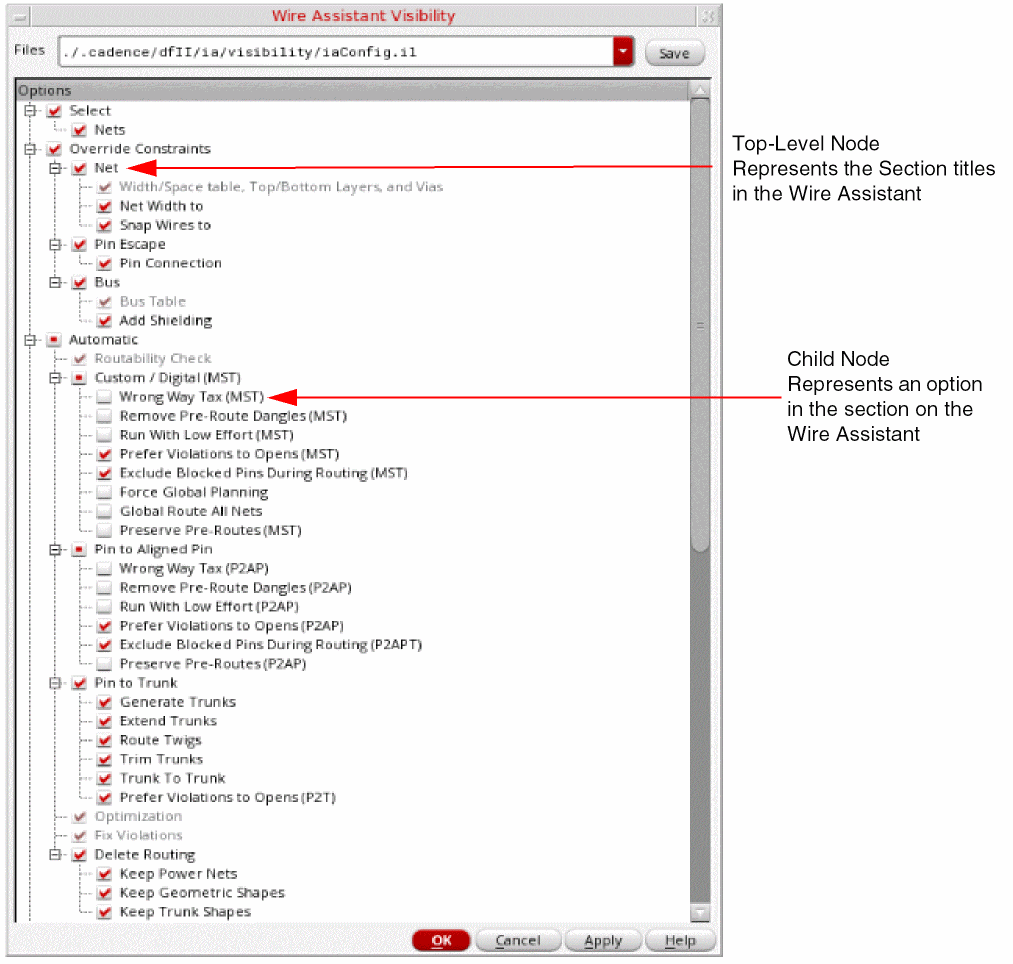 Wire Assistant Visibility
Files
./.cadence/dfII/ia/visibility/iaConfig.il
Save
Options
Select
Nets
Override Constraints
Net
Width/Space table, Top/Bottom Layers, and Vias
Net Width to
Snap Wires to
Pin Escape
Pin Connection
Bus
Bus Table
Add Shielding
Automatic
Routability Check
Custom / Digital (MST)
Wrong Way Tax (MST)
Remove Pre-Route Dangles (MST)
Run With Low Effort (MST)
Prefer Violations to Opens (MST)
Exclude Blocked Pins During Routing (MST)
Force Global Planning
Global Route All Nets
Preserve Pre-Routes (MST)
Pin to Aligned Pin
Wrong Way Tax (P2AP)
Remove Pre-Route Dangles (P2AP)
Run With Low Effort (P2AP)
Prefer Violations to Opens (P2AP)
Exclude Blocked Pins During Routing (P2APT)
Preserve Pre-Routes (P2AP)
Pin to Trunk
Generate Trunks
Extend Trunks
Route Twigs
Trim Trunks
Trunk To Trunk
Prefer Violations to Opens (P2T)
Optimization
Fix Violations
Delete Routing
Keep Power Nets
Keep Geometric Shapes
Keep Trunk Shapes
OK
Cancel
Apply
Help
Top-Level Node
Represents the Section titles
in the Wire Assistant
Child Node
Represents an option
in the section on the
Wire Assistant